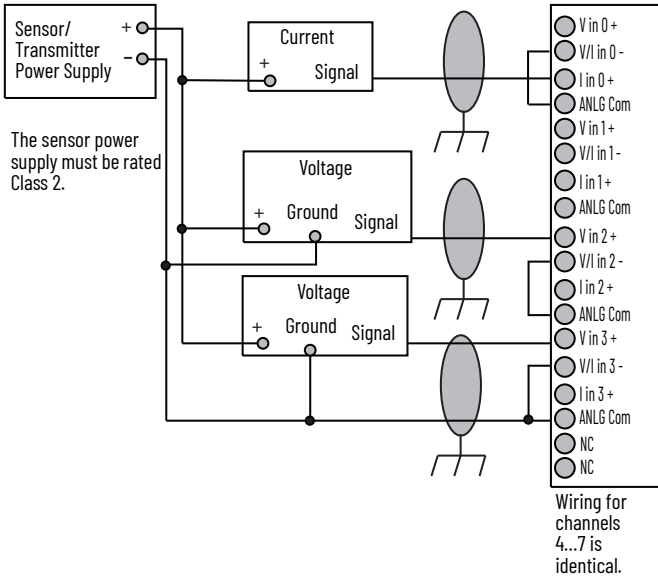 Sensor/
Transmitter
Power Supply
+
–
The sensor power
supply must be rated
Class 2.
Current
+
Signal
Voltage
+
Ground
Signal
Voltage
+
Ground
Signal
V in 0 +
V/I in 0 -
I in 0 +
ANLG Com
V in 1 +
V/I in 1 -
I in 1 +
ANLG Com
V in 2 +
V/I in 2 -
I in 2 +
ANLG Com
V in 3 +
V/I in 3 -
I in 3 +
ANLG Com
NC
NC
Wiring for
channels
4...7 is
identical.